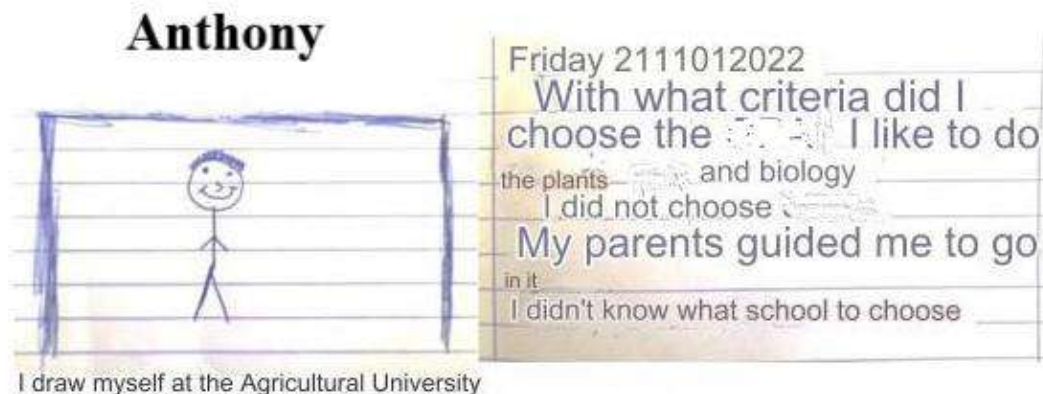 Anthony
Friday 2111012022
With what criteria did I
choose the I like to do
the plants and biology
I did not choose
My parents guided me to go
in it
I didn't know what school to choose
I draw myself at the Agricultural University